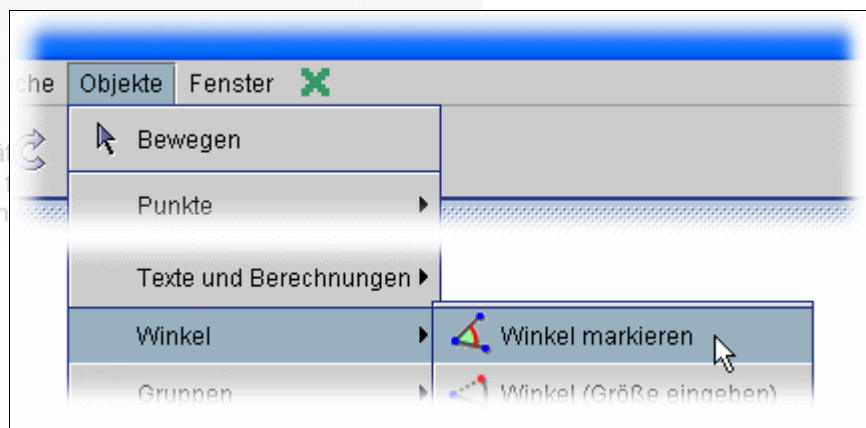 che Objekte Fenster
Bewegen
Punkte
Texte und Berechnungen
Winkel
Winkel markieren
Gruppen
Winkel (Größe eingeben)